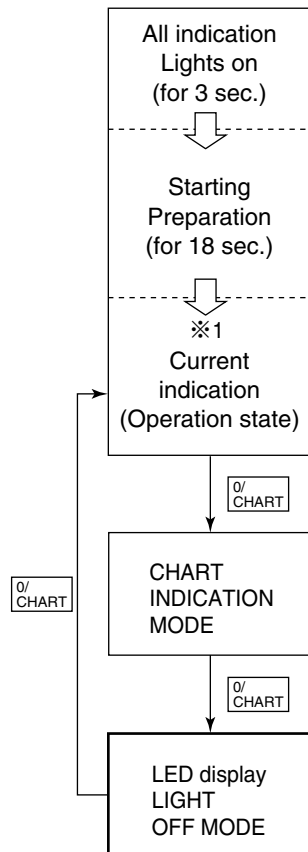 All indication
Lights on
(for 3 sec.)
Starting
Preparation
(for 18 sec.)
※1
Current
indication
(Operation state)
0/
CHART
CHART
INDICATION
MODE
0/
CHART
0/
CHART
LED display
LIGHT
OFF MODE